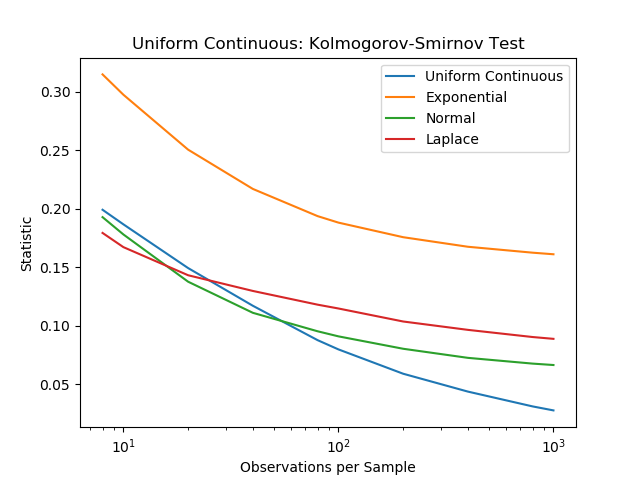 Uniform Continuous: Kolmogorov-Smirnov Test
Uniform Continuous
Exponential
Normal
Laplace
0.30
0.25
0.20
0.15
0.10
0.05
Statistic
10¹
10²
10³
Observations per Sample